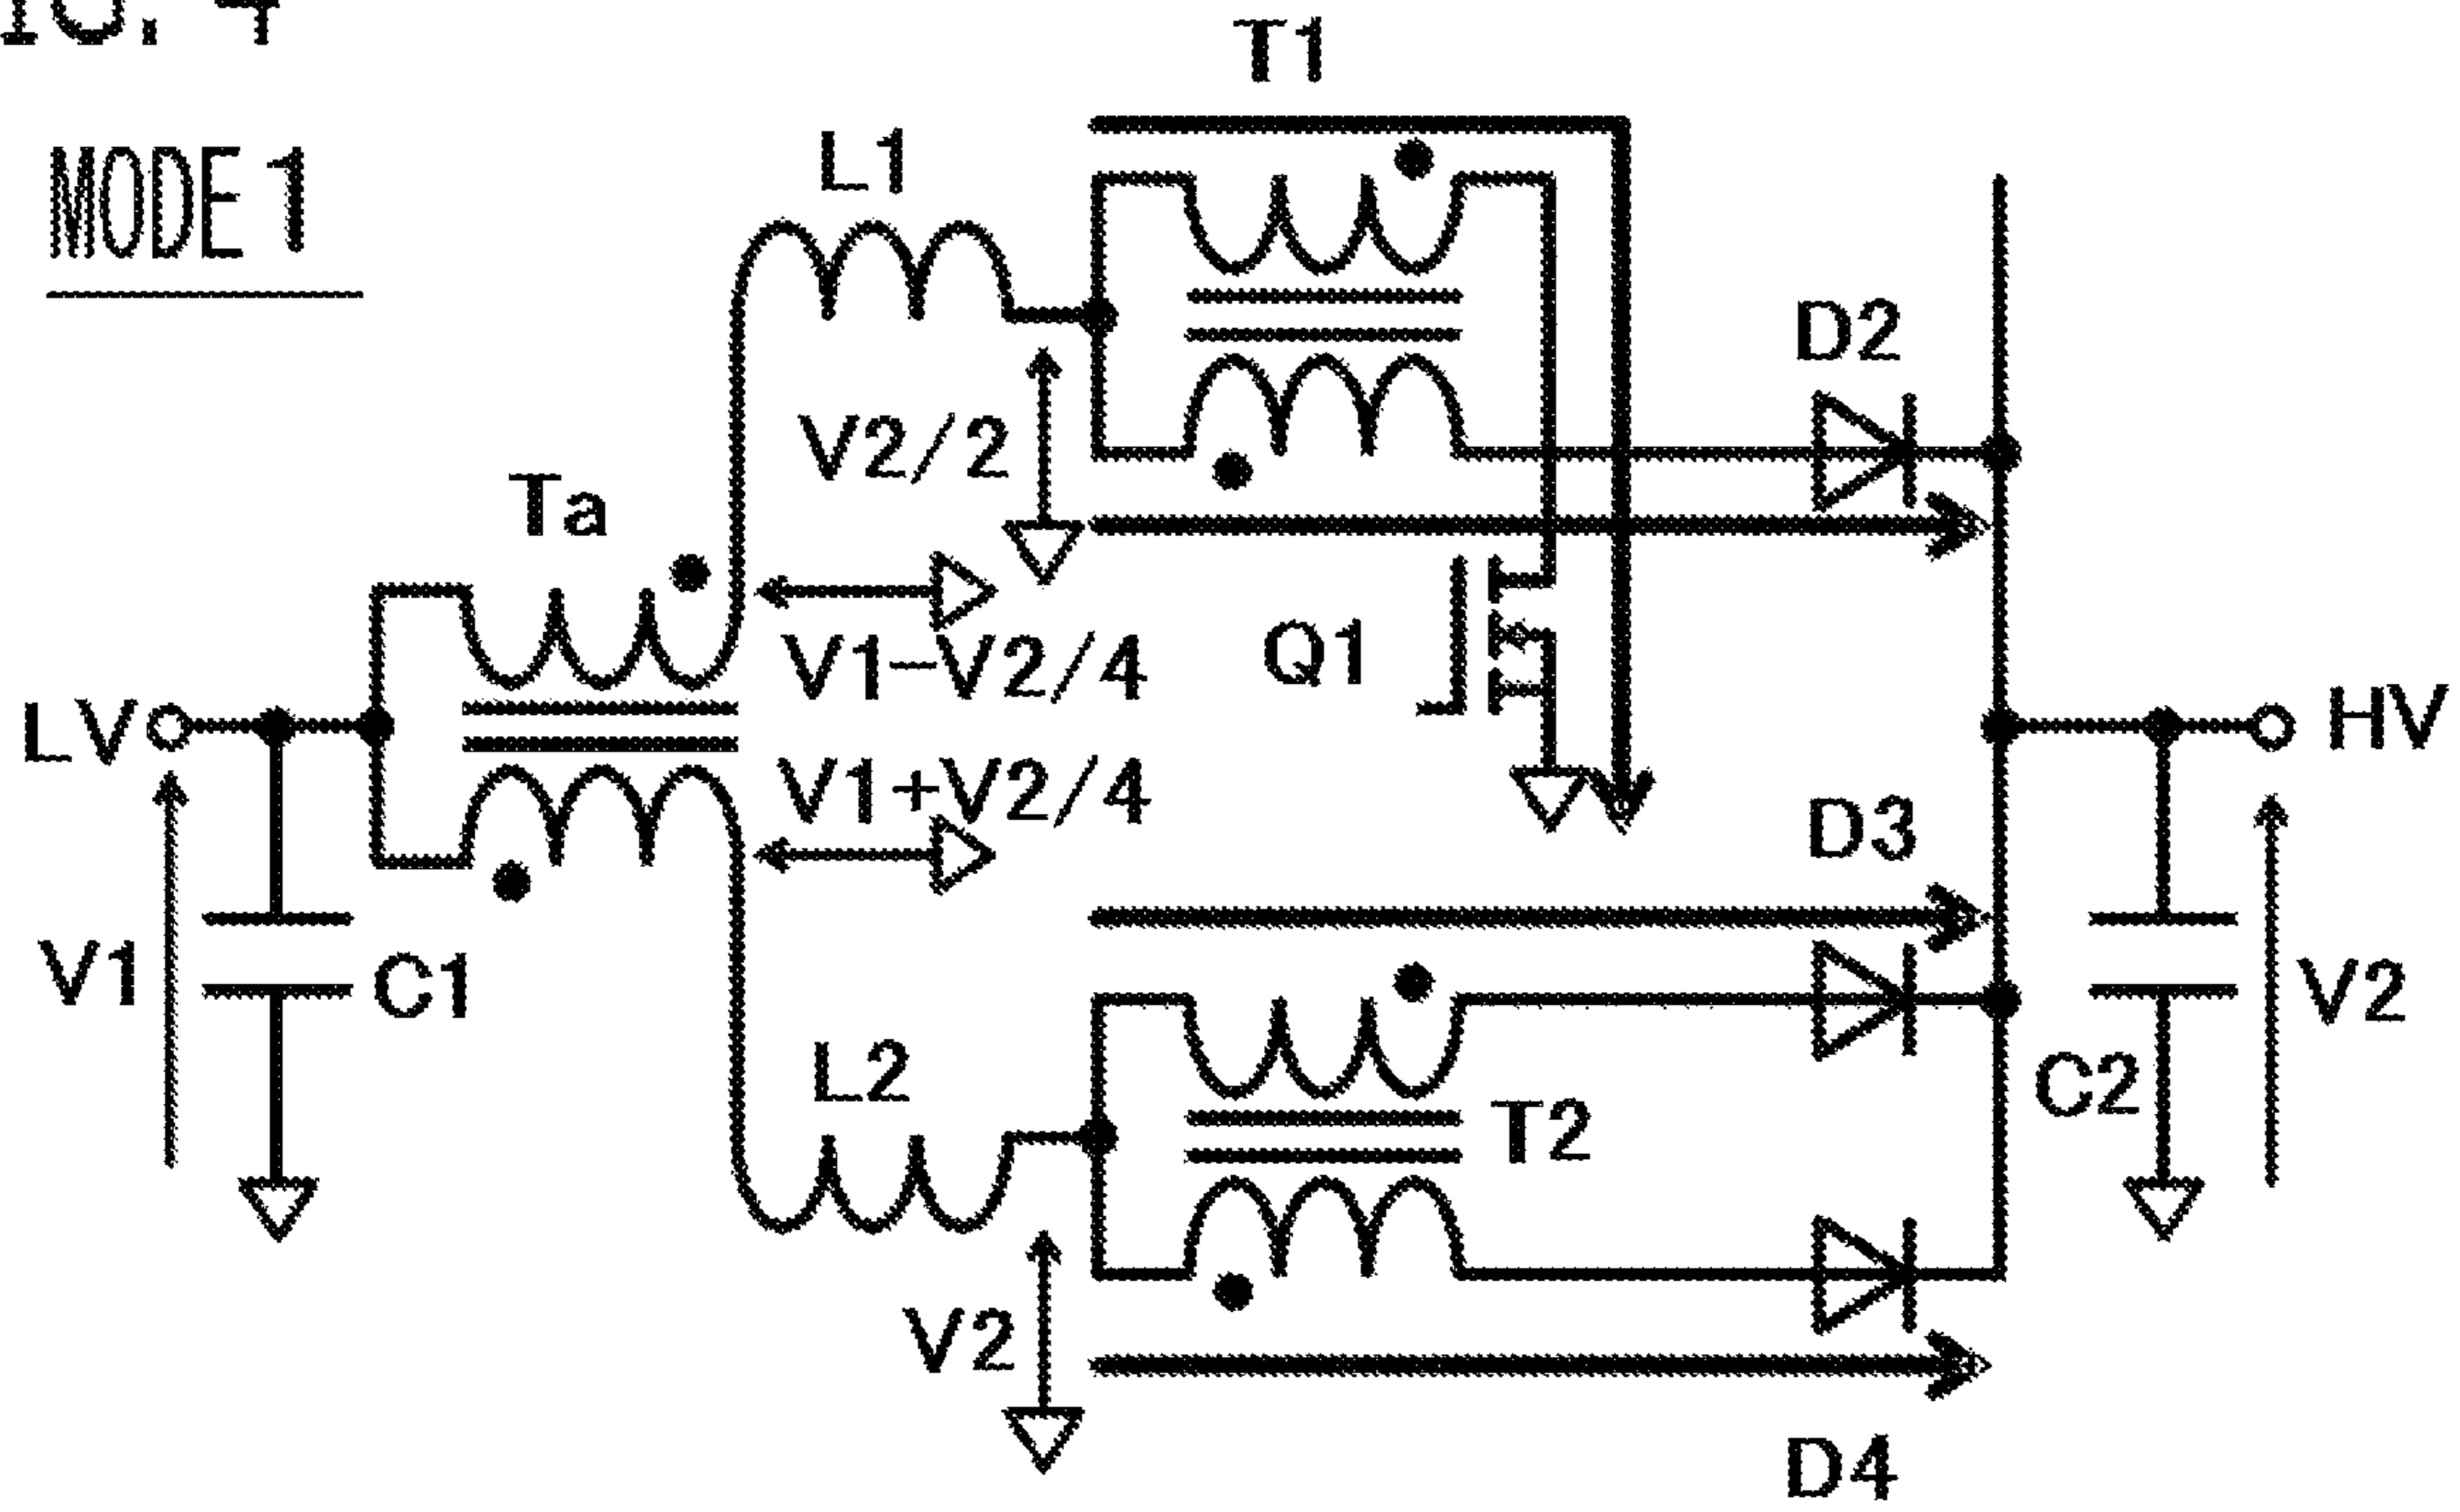 MODE 1
T1
L1
D2
V2/2
Ta
V1-V2/4
Q1
LV
HV
V1+V2/4
D3
V1
C1
V2
L2
C2
T2
V2
D4